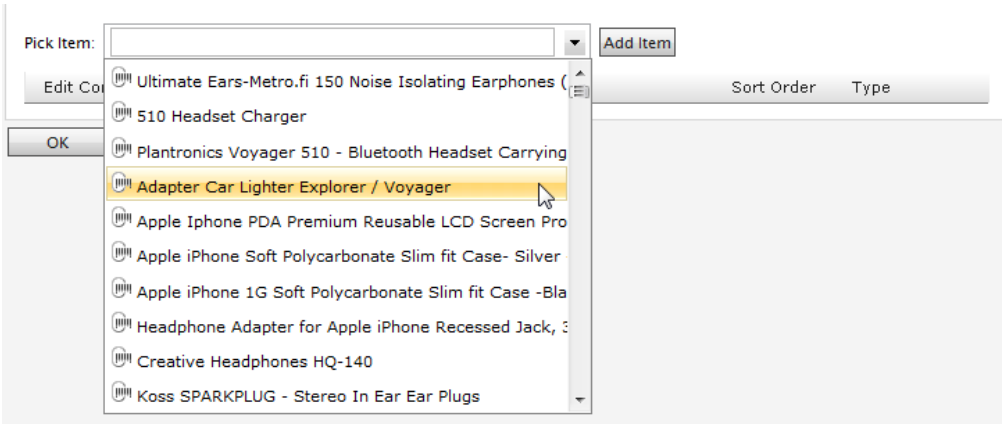 Pick Item: Add Item
Edit Co Sort Order Type
OK
Ultimate Ears-Metro.fi 150 Noise Isolating Earphones (
510 Headset Charger
Plantronics Voyager 510 - Bluetooth Headset Carrying
Adapter Car Lighter Explorer / Voyager
Apple Iphone PDA Premium Reusable LCD Screen Pro
Apple iPhone Soft Polycarbonate Slim fit Case- Silver
Apple iPhone 1G Soft Polycarbonate Slim fit Case -Bla
Headphone Adapter for Apple iPhone Recessed Jack, 3
Creative Headphones HQ-140
Koss SPARKPLUG - Stereo In Ear Ear Plugs